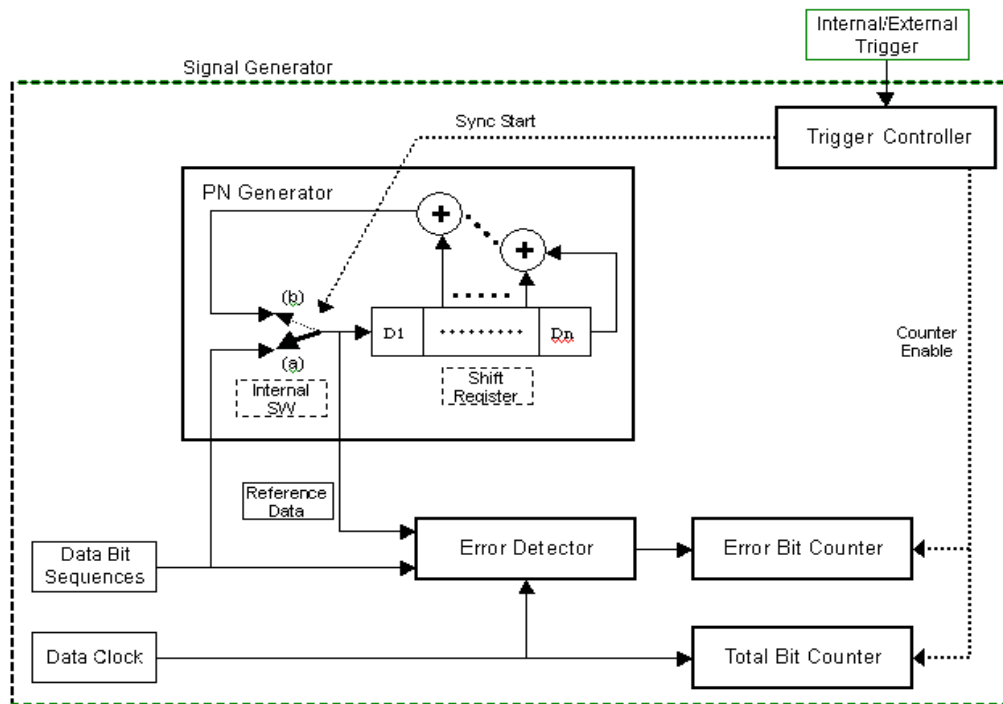 Internal/External
Trigger
Signal Generator
Sync Start
Trigger Controller
PN Generator
+
+
(b)
D1
Dn
(a)
Internal
SW
Shift
Register
Counter
Enable
Reference
Data
Data Bit
Sequences
Error Detector
Error Bit Counter
Data Clock
Total Bit Counter